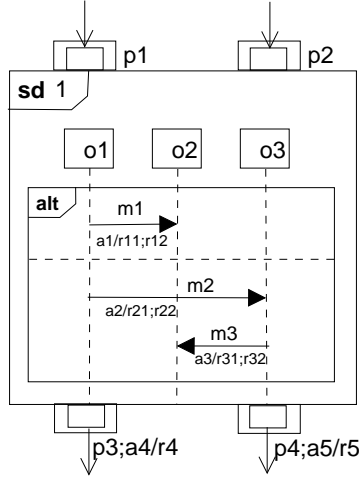 p1 p2
sd 1
o1 o2 o3
alt
m1
a1/r11;r12
m2
a2/r21;r22
m3
a3/r31;r32
p3;a4/r4 p4;a5/r5